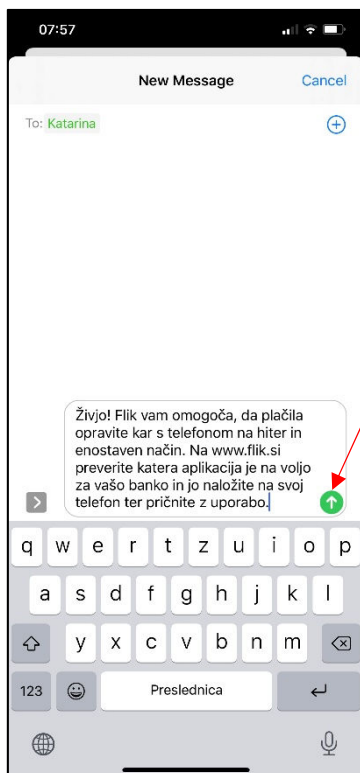 07:57
New Message Cancel
To: Katarina
Živjo! Flik vam omogoča, da plačila
opravite kar s telefonom na hiter in
enostaven način. Na www.flik.si
preverite katera aplikacija je na voljo
za vašo banko in jo naložite na svoj
telefon ter pričnite z uporabo.
q w e r t z u i o p
a s d f g h j k l
y x c v b n m
123 Preslednica